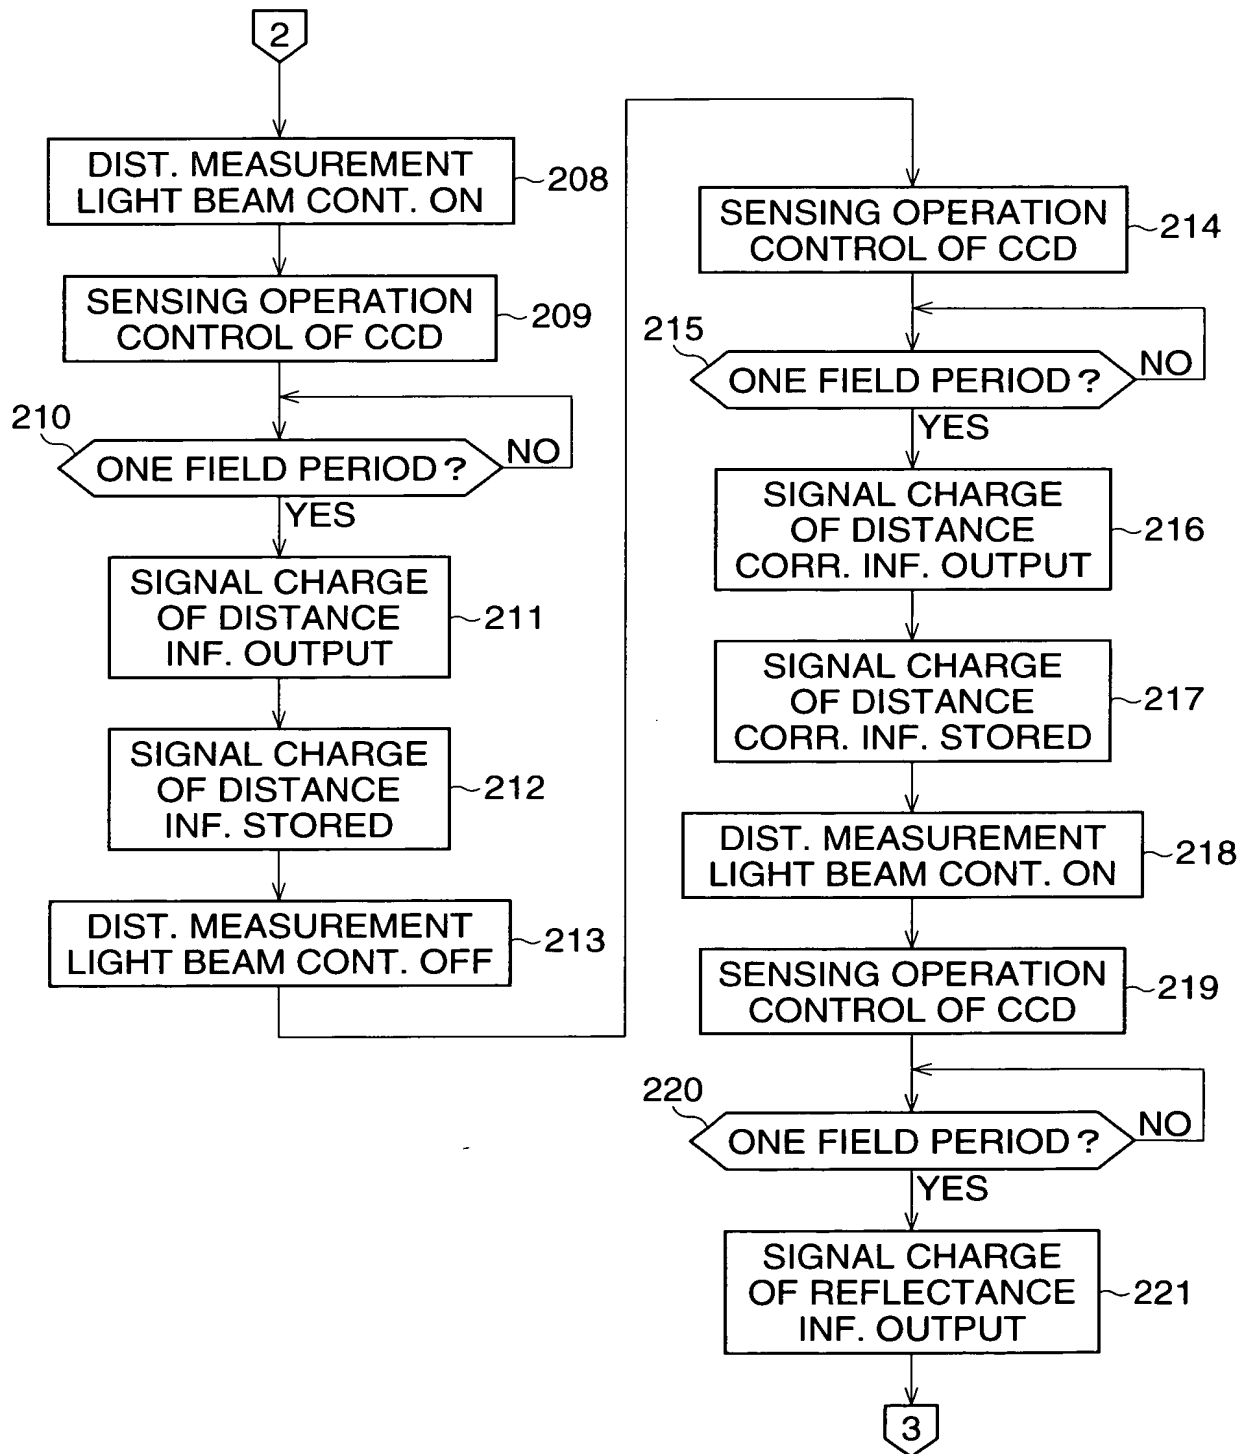 2
DIST. MEASUREMENT
LIGHT BEAM CONT. ON
208
SENSING OPERATION
CONTROL OF CCD
209
210
ONE FIELD PERIOD?
NO
YES
SIGNAL CHARGE
OF DISTANCE
INF. OUTPUT
211
SIGNAL CHARGE
OF DISTANCE
INF. STORED
212
DIST. MEASUREMENT
LIGHT BEAM CONT. OFF
213
SENSING OPERATION
CONTROL OF CCD
214
215
ONE FIELD PERIOD?
NO
YES
SIGNAL CHARGE
OF DISTANCE
CORR. INF. OUTPUT
216
SIGNAL CHARGE
OF DISTANCE
CORR. INF. STORED
217
DIST. MEASUREMENT
LIGHT BEAM CONT. ON
218
SENSING OPERATION
CONTROL OF CCD
219
220
ONE FIELD PERIOD?
NO
YES
SIGNAL CHARGE
OF REFLECTANCE
INF. OUTPUT
221
3